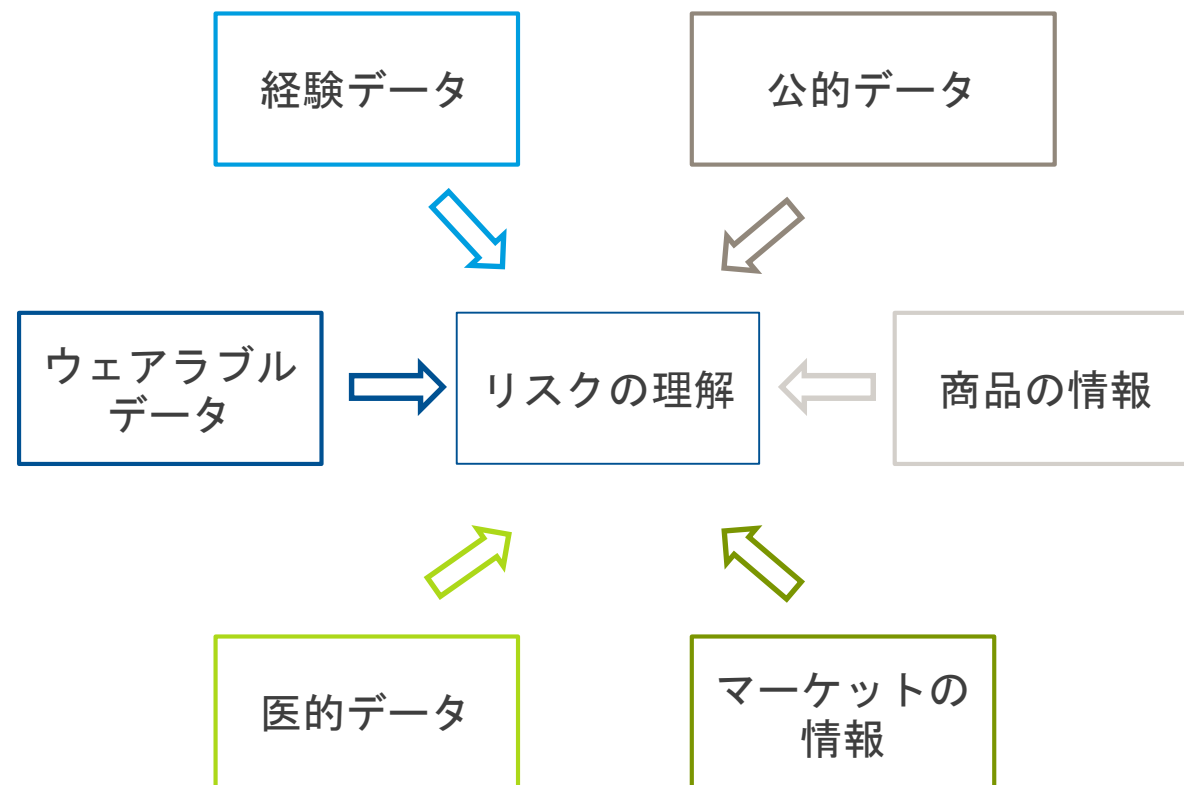 経験データ
公的データ
ウェアラブル
データ
リスクの理解
商品の情報
医的データ
マーケットの
情報